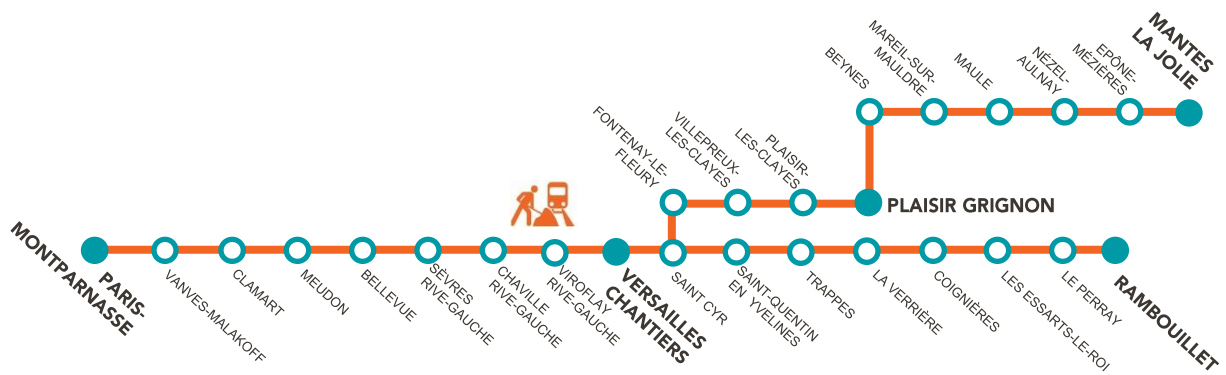 PARIS-
MONTPARNASSE
VANVES-MALAKOFF
CLAMART
MEUDON
BELLEVUE
SÈVRES
RIVE-GAUCHE
CHAVILLE
RIVE-GAUCHE
VIROFLAY
RIVE-GAUCHE
VERSAILLES
CHANTIERS
SAINT CYR
SAINT-QUENTIN
EN YVELINES
TRAPPES
LA VERRIÈRE
COIGNIÈRES
LES ESSARTS-LE-ROI
LE PERRAY
RAMBOUILLET
FONTENAY-LE-
FLEURY
VILLEPREUX-
LES-CLAYES
PLAISIR-
LES-CLAYES
PLAISIR GRIGNON
BEYNES
MAREIL-SUR-
MAULDRE
MAULE
NÉZEL-
AULNAY
EPÔNE-
MÉZIÈRES
MANTES
LA JOLIE